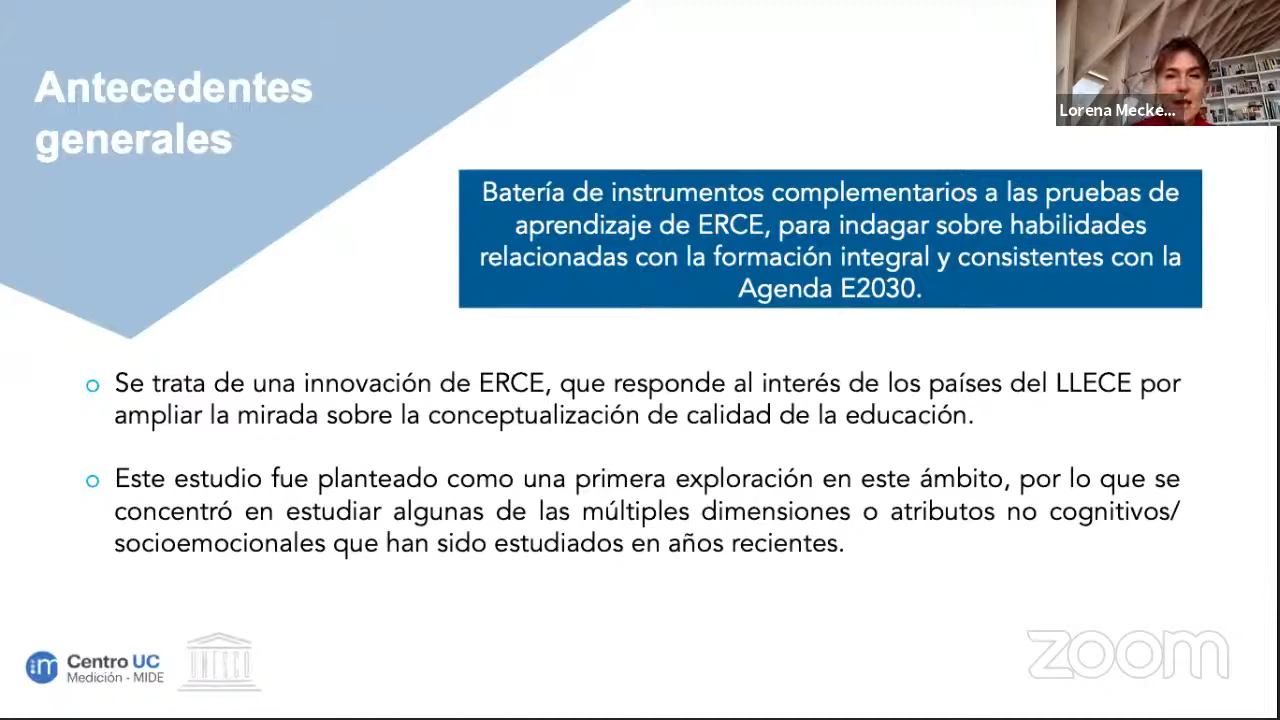 Antecedentes
generales
Lorena Mecke...
Batería de instrumentos complementarios a las pruebas de
aprendizaje de ERCE, para indagar sobre habilidades
relacionadas con la formación integral y consistentes con la
Agenda E2030.
Se trata de una innovación de ERCE, que responde al interés de los países del LLECE por
ampliar la mirada sobre la conceptualización de calidad de la educación.
Este estudio fue planteado como una primera exploración en este ámbito, por lo que se
concentró en estudiar algunas de las múltiples dimensiones o atributos no cognitivos/
socioemocionales que han sido estudiados en años recientes.
:m Centro UC
Medición - MIDE
UNESCO
zoom